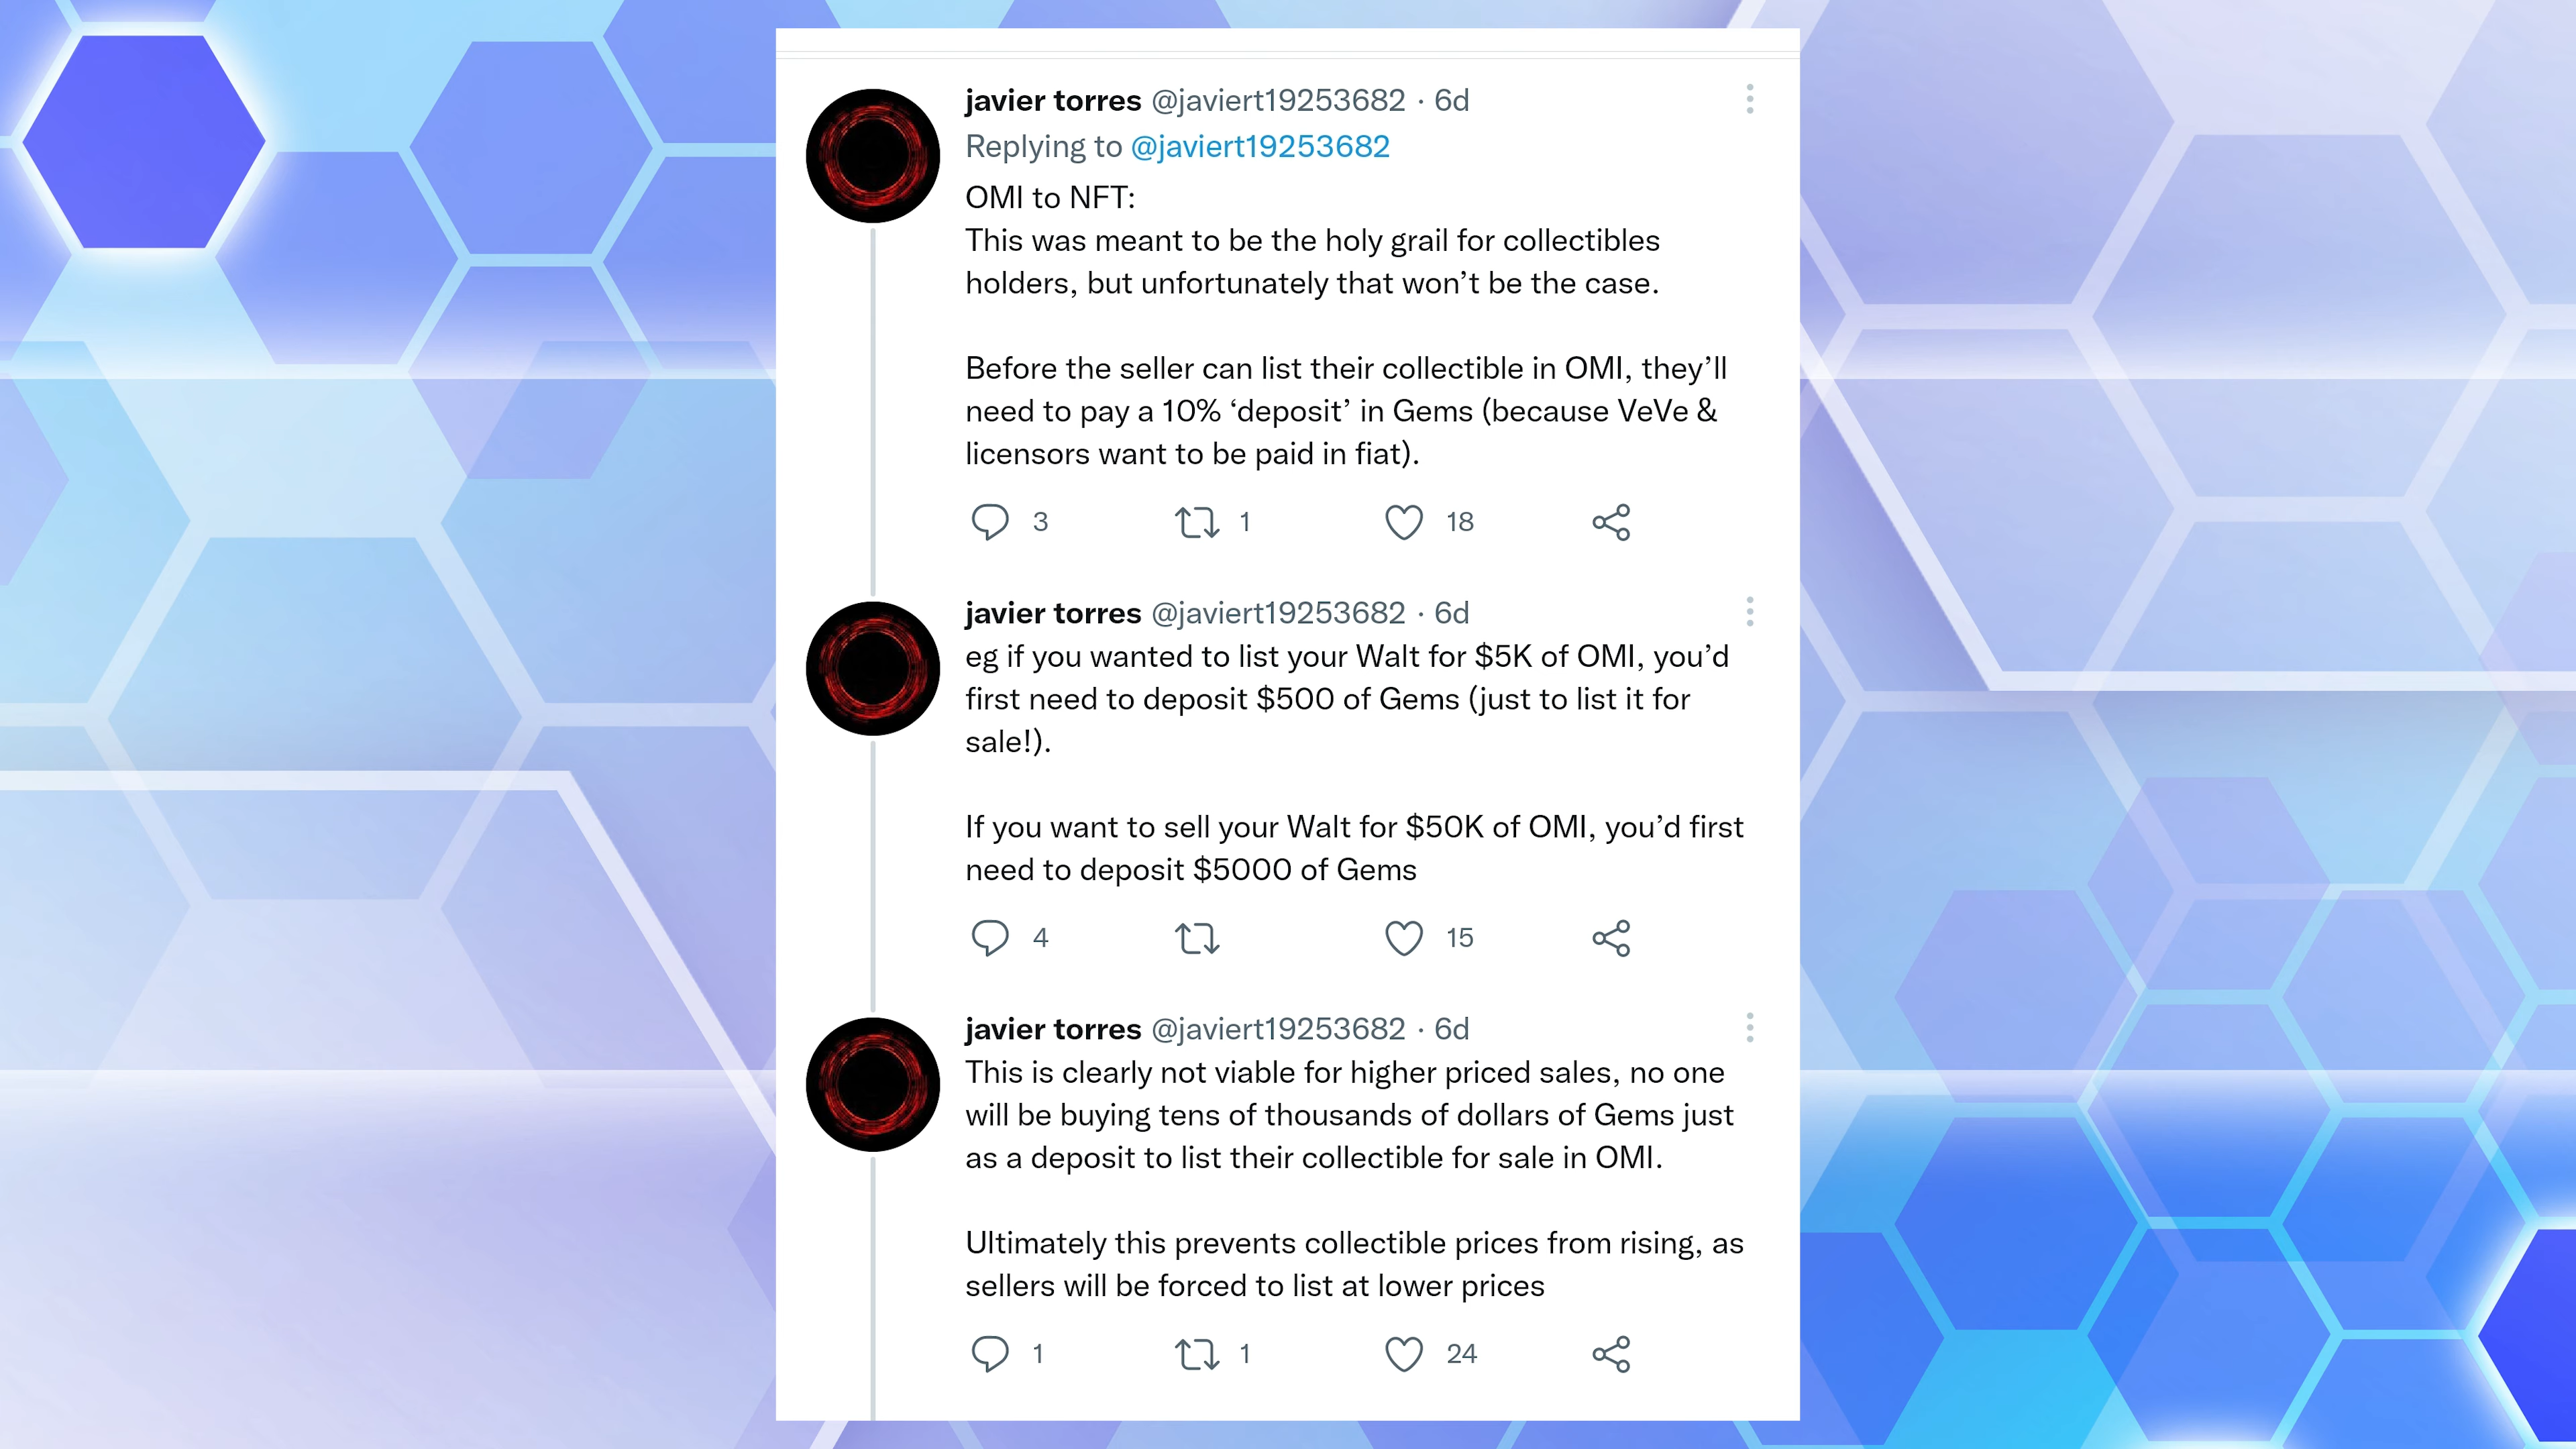 javier torres @javiert19253682 · 6d
Replying to @javiert19253682
OMI to NFT:
This was meant to be the holy grail for collectibles
holders, but unfortunately that won’t be the case.
Before the seller can list their collectible in OMI, they’ll
need to pay a 10% ‘deposit’ in Gems (because VeVe &
licensors want to be paid in fiat).
3 1 18
javier torres @javiert19253682 · 6d
eg if you wanted to list your Walt for $5K of OMI, you’d
first need to deposit $500 of Gems (just to list it for
sale!).
If you want to sell your Walt for $50K of OMI, you’d first
need to deposit $5000 of Gems
4 15
javier torres @javiert19253682 · 6d
This is clearly not viable for higher priced sales, no one
will be buying tens of thousands of dollars of Gems just
as a deposit to list their collectible for sale in OMI.
Ultimately this prevents collectible prices from rising, as
sellers will be forced to list at lower prices
1 1 24